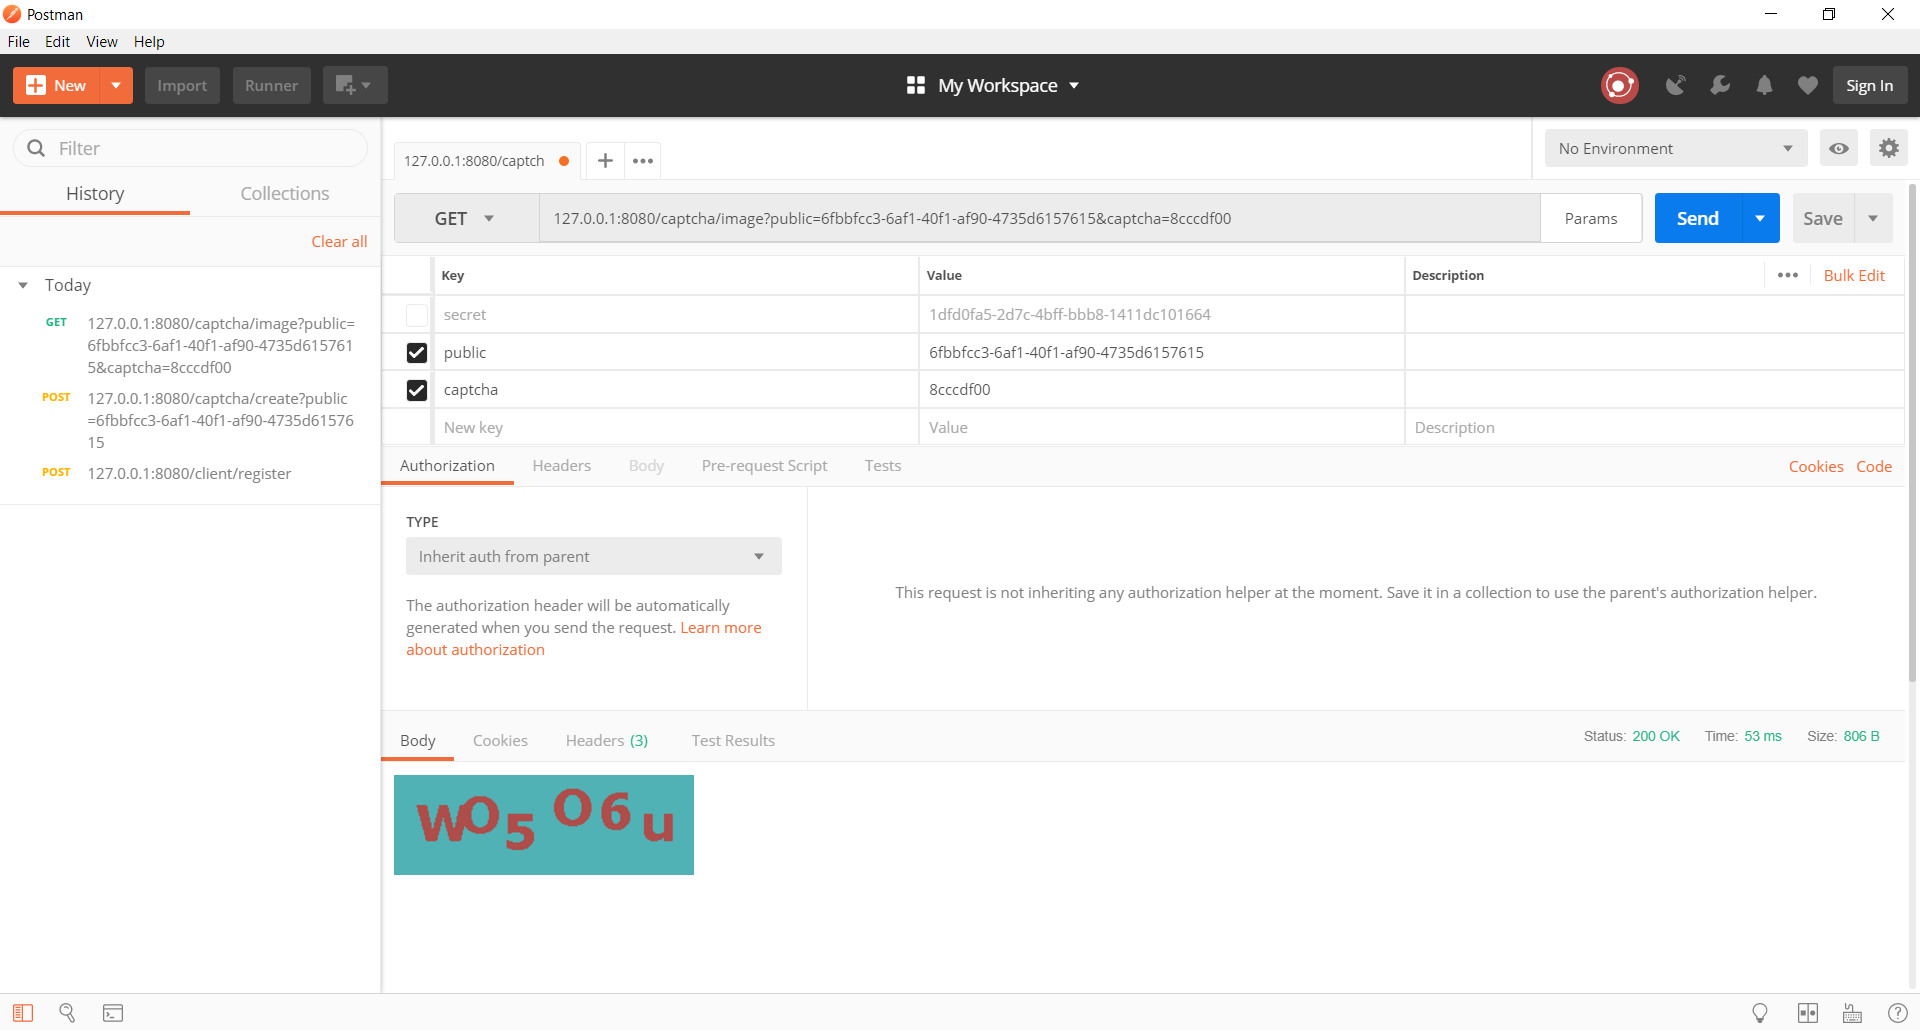 Postman
File Edit View Help
New Import Runner My Workspace Sign In
Filter
History Collections
Clear all
Today
GET 127.0.0.1:8080/captcha/image?public=
6fbbfcc3-6af1-40f1-af90-4735d615761
5&captcha=8cccdf00
POST 127.0.0.1:8080/captcha/create?public
=6fbbfcc3-6af1-40f1-af90-4735d61576
15
POST 127.0.0.1:8080/client/register
127.0.0.1:8080/captch
No Environment
GET 127.0.0.1:8080/captcha/image?public=6fbbfcc3-6af1-40f1-af90-4735d6157615&captcha=8cccdf00 Params Send Save
Key Value Description Bulk Edit
secret 1dfd0fa5-2d7c-4bff-bbb8-1411dc101664
public 6fbbfcc3-6af1-40f1-af90-4735d6157615
captcha 8cccdf00
New key Value Description
Authorization Headers Body Pre-request Script Tests Cookies Code
TYPE
Inherit auth from parent
The authorization header will be automatically
generated when you send the request. Learn more
about authorization
This request is not inheriting any authorization helper at the moment. Save it in a collection to use the parent's authorization helper.
Body Cookies Headers (3) Test Results Status: 200 OK Time: 53 ms Size: 806 B
WO5O6u